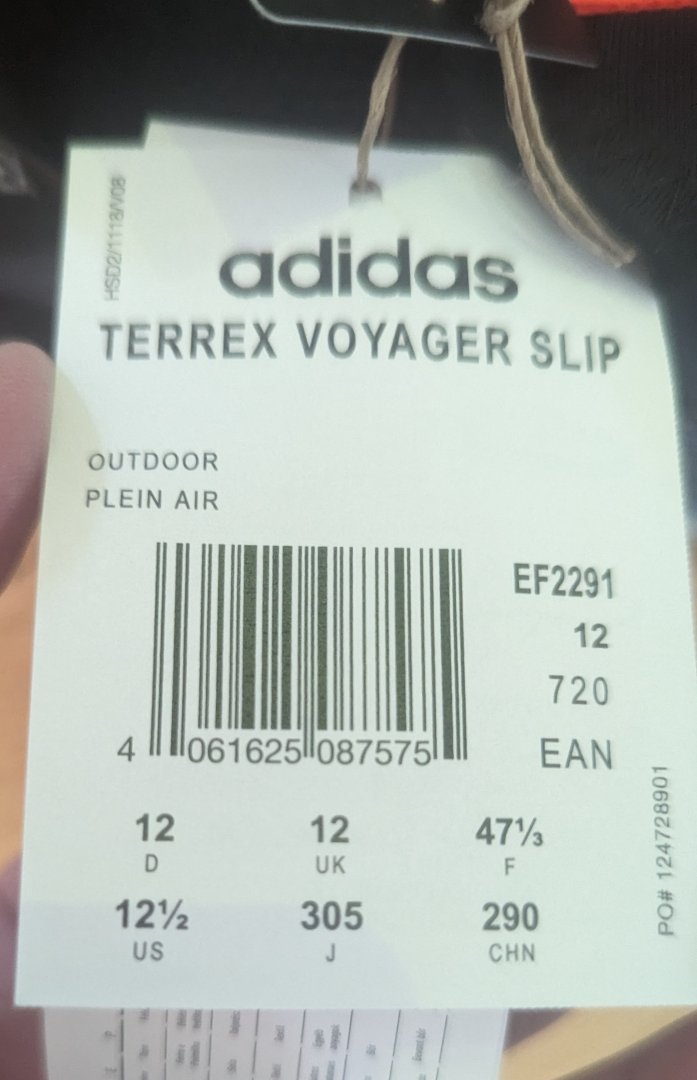 HSD2/1118/V08
adidas
TERREX VOYAGER SLIP
OUTDOOR
PLEIN AIR
EF2291
12
720
EAN
4 061625 087575
12 D
12 UK
47⅓ F
12½ US
305 J
290 CHN
PO# 124728901